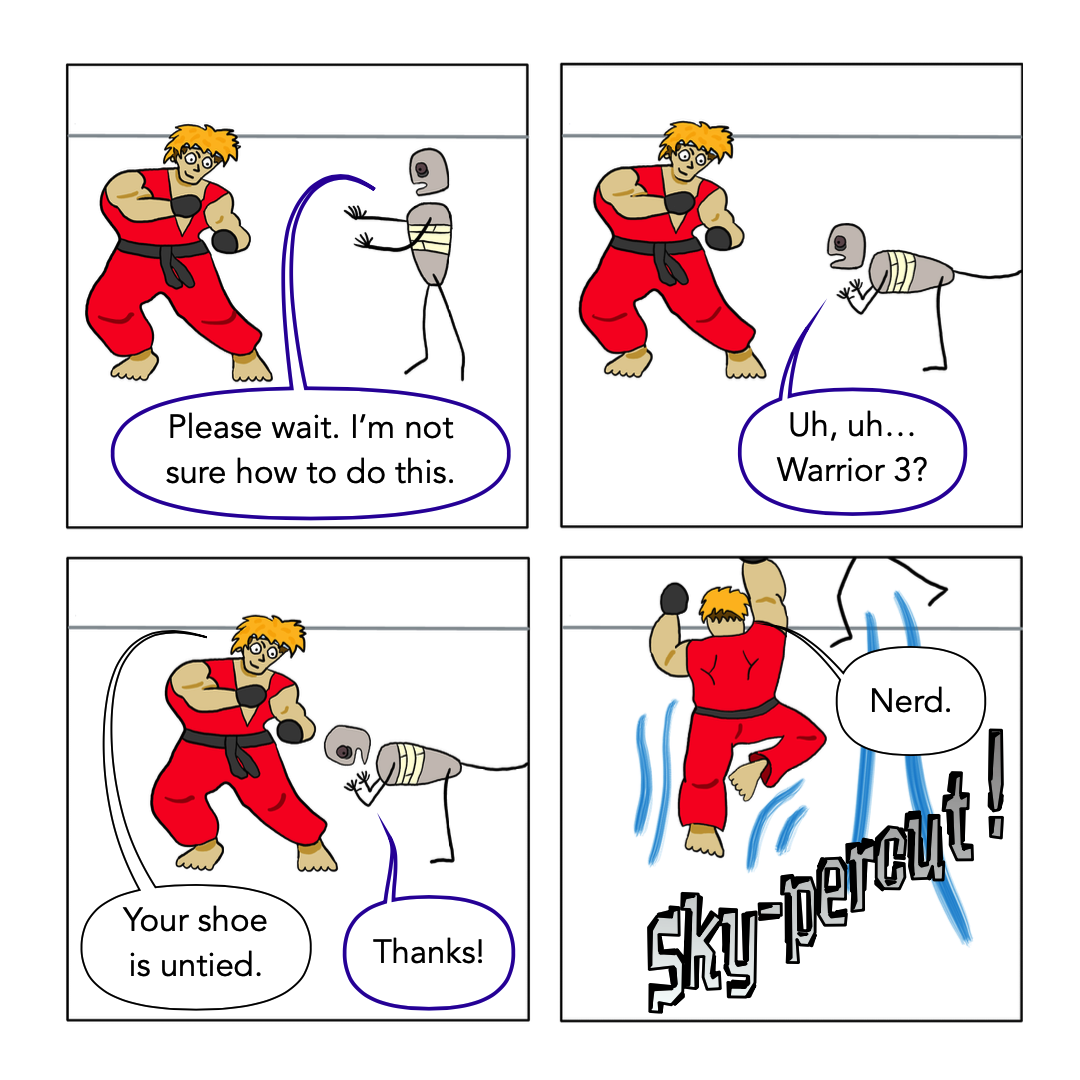 Please wait. I’m not
sure how to do this.
Uh, uh…
Warrior 3?
Your shoe
is untied.
Thanks!
Nerd.
sky-percut!